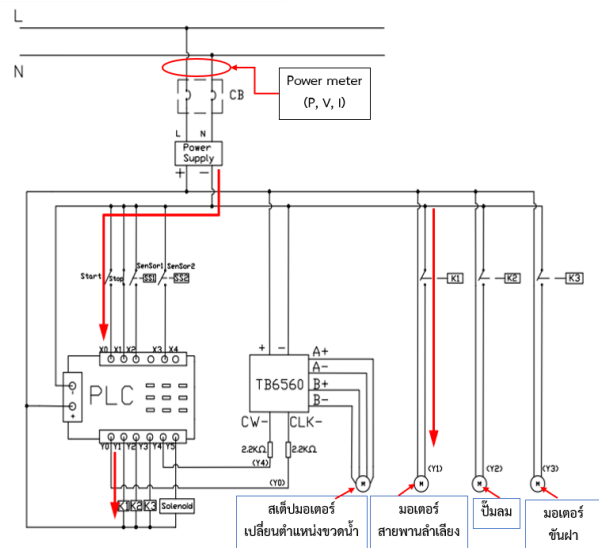 L
N
Power meter
(P, V, I)
CB
L N
Power
Supply
+ −
Start
Stop
SenSor1
SS1
SenSor2
SS2
K1
K2
K3
X0 X1 X2 X3 X4
PLC
-
+
Y0 Y1 Y2 Y3 Y4 Y5
+ −
TB6560
A+
A-
B+
B-
CW- CLK-
2.2KΩ
2.2KΩ
(Y4)
(Y0)
K1 K2 K3 Solenoid
M
M
M
M
(Y1)
(Y2)
(Y3)
สเต็ปมอเตอร์
เปลี่ยนตำแหน่งขวดน้ำ
มอเตอร์
สายพานลำเลียง
ปั๊มลม
มอเตอร์
ขันฝา